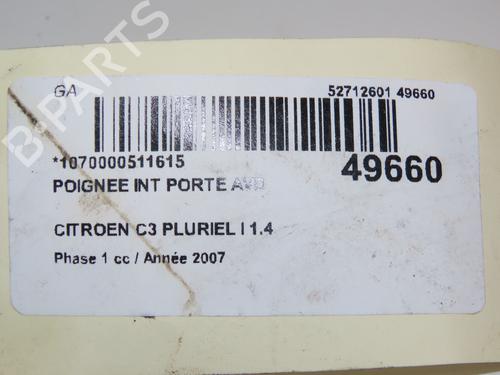 GA
52712601 49660
*1070000511615
49660
POIGNEE INT PORTE AVD
CITROEN C3 PLURIEL I 1.4
Phase 1 cc / Année 2007
B-PARTS